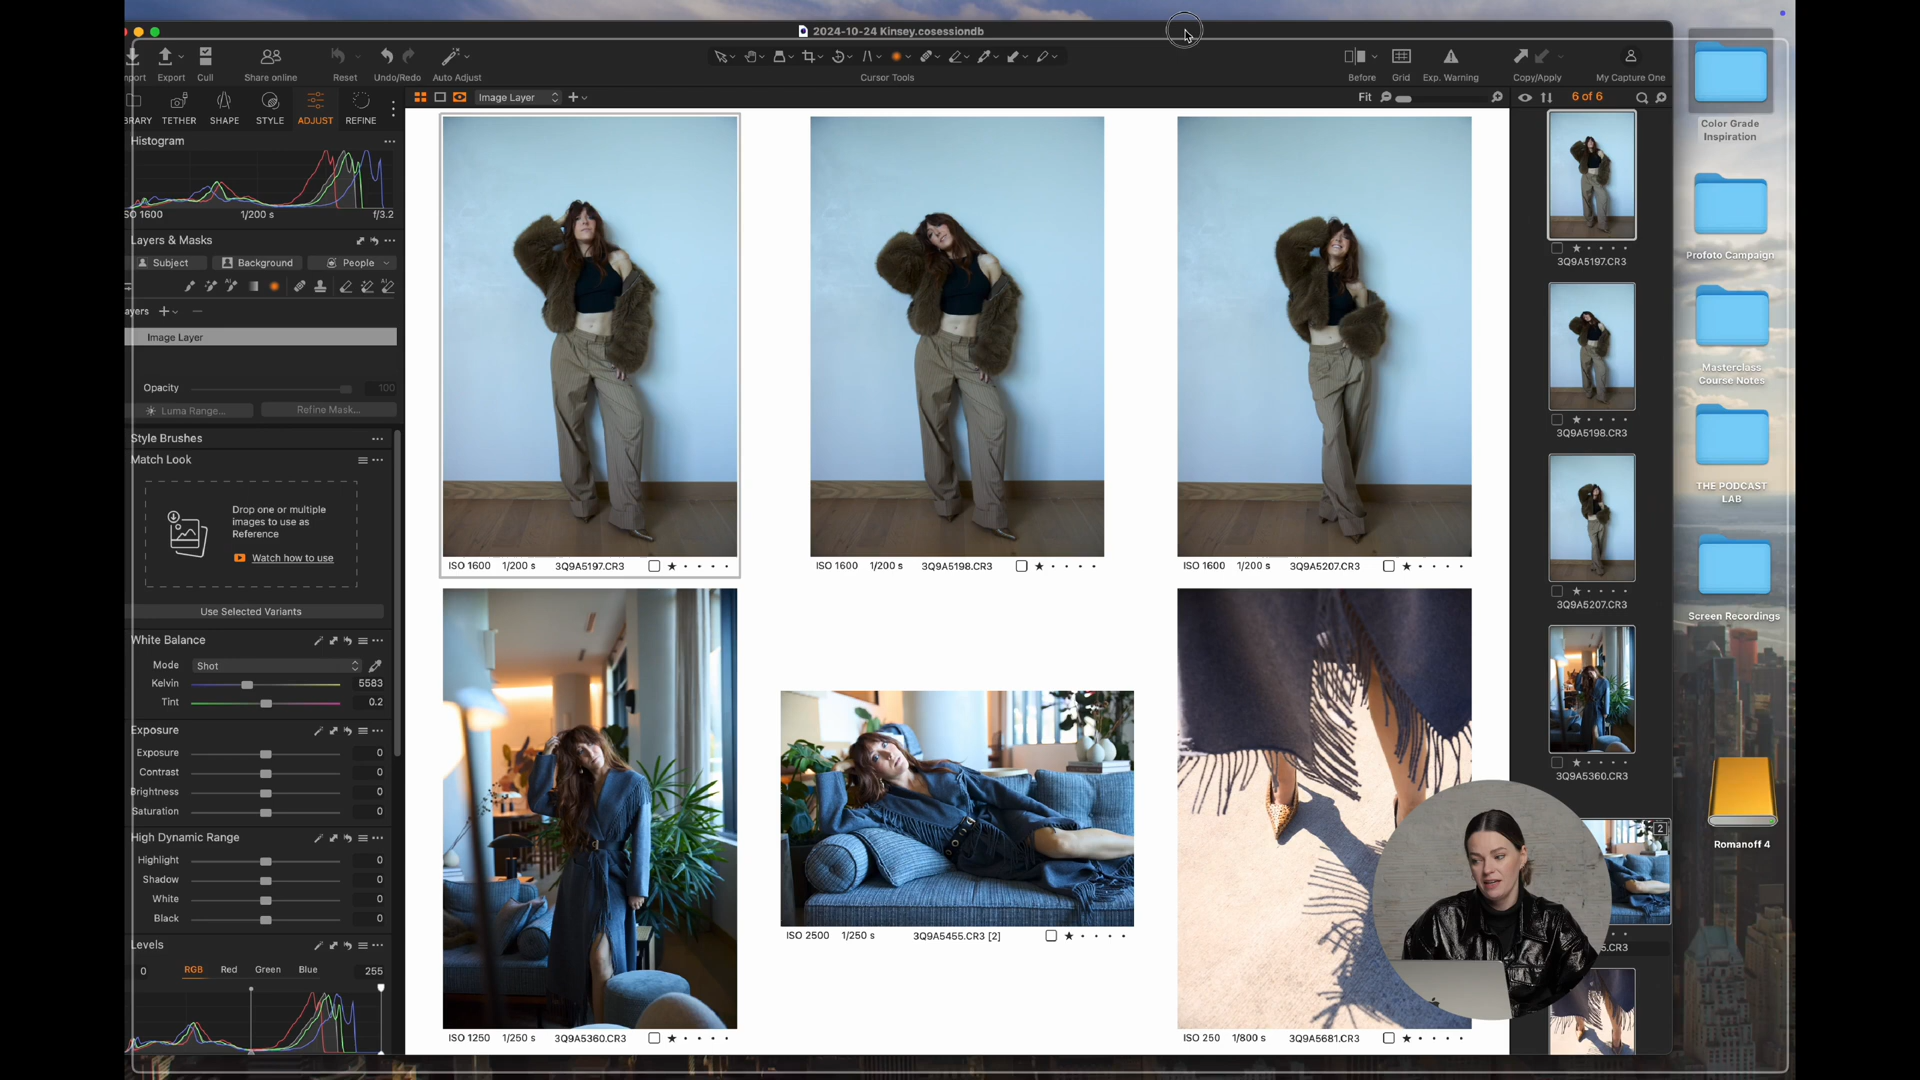 2024-10-24 Kinsey.cosessiondb
port Export Cull Share online Reset Undo/Redo Auto Adjust Cursor Tools Before Grid Exp. Warning Copy/Apply My Capture One
BRARY TETHER SHAPE STYLE ADJUST REFINE
Image Layer
Fit
6 of 6
Histogram
SO 1600 1/200 s f/3.2
Layers & Masks
Subject Background People
ayers
Image Layer
Opacity 100
Luma Range... Refine Mask...
Style Brushes
Match Look
Drop one or multiple
images to use as
Reference
Watch how to use
Use Selected Variants
White Balance
Mode Shot
Kelvin 5583
Tint 0.2
Exposure
Exposure 0
Contrast 0
Brightness 0
Saturation 0
High Dynamic Range
Highlight 0
Shadow 0
White 0
Black 0
Levels
0 RGB Red Green Blue 255
ISO 1600 1/200 s 3Q9A5197.CR3
ISO 1600 1/200 s 3Q9A5198.CR3
ISO 1600 1/200 s 3Q9A5207.CR3
ISO 1250 1/250 s 3Q9A5360.CR3
ISO 2500 1/250 s 3Q9A5455.CR3 [2]
ISO 250 1/800 s 3Q9A5681.CR3
3Q9A5197.CR3
3Q9A5198.CR3
3Q9A5207.CR3
3Q9A5360.CR3
2
5.CR3
Color Grade
Inspiration
Profoto Campaign
Masterclass
Course Notes
THE PODCAST
LAB
Screen Recordings
Romanoff 4